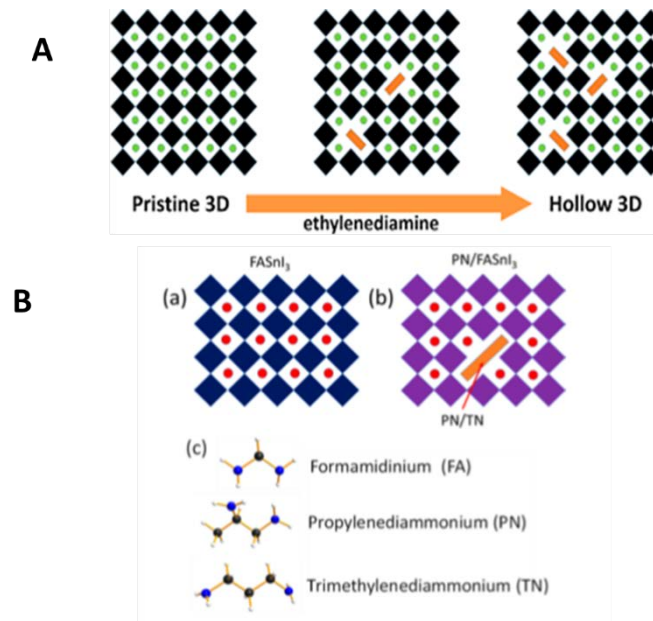 A
Pristine 3D
ethylenediamine
Hollow 3D
B
FASnI₃
PN/FASnI₃
(a)
(b)
PN/TN
(c)
Formamidinium (FA)
Propylenediammonium (PN)
Trimethylenediammonium (TN)